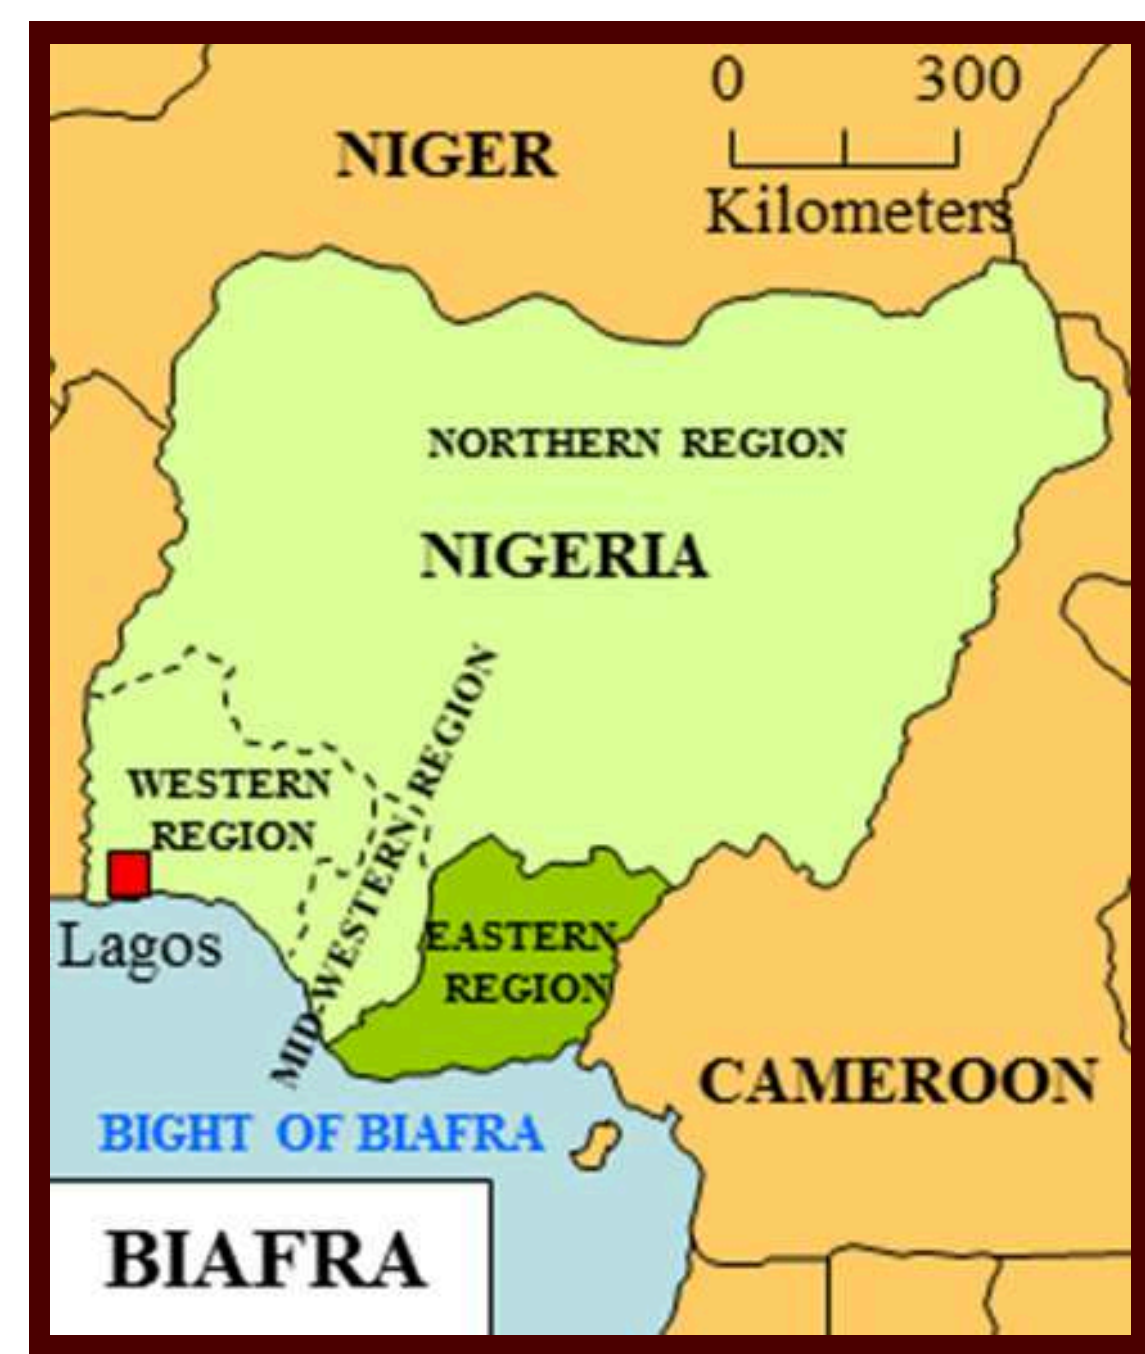 0 300
Kilometers
NIGER
NORTHERN REGION
NIGERIA
MID-WESTERN REGION
WESTERN
REGION
Lagos
EASTERN
REGION
CAMEROON
BIGHT OF BIAFRA
BIAFRA